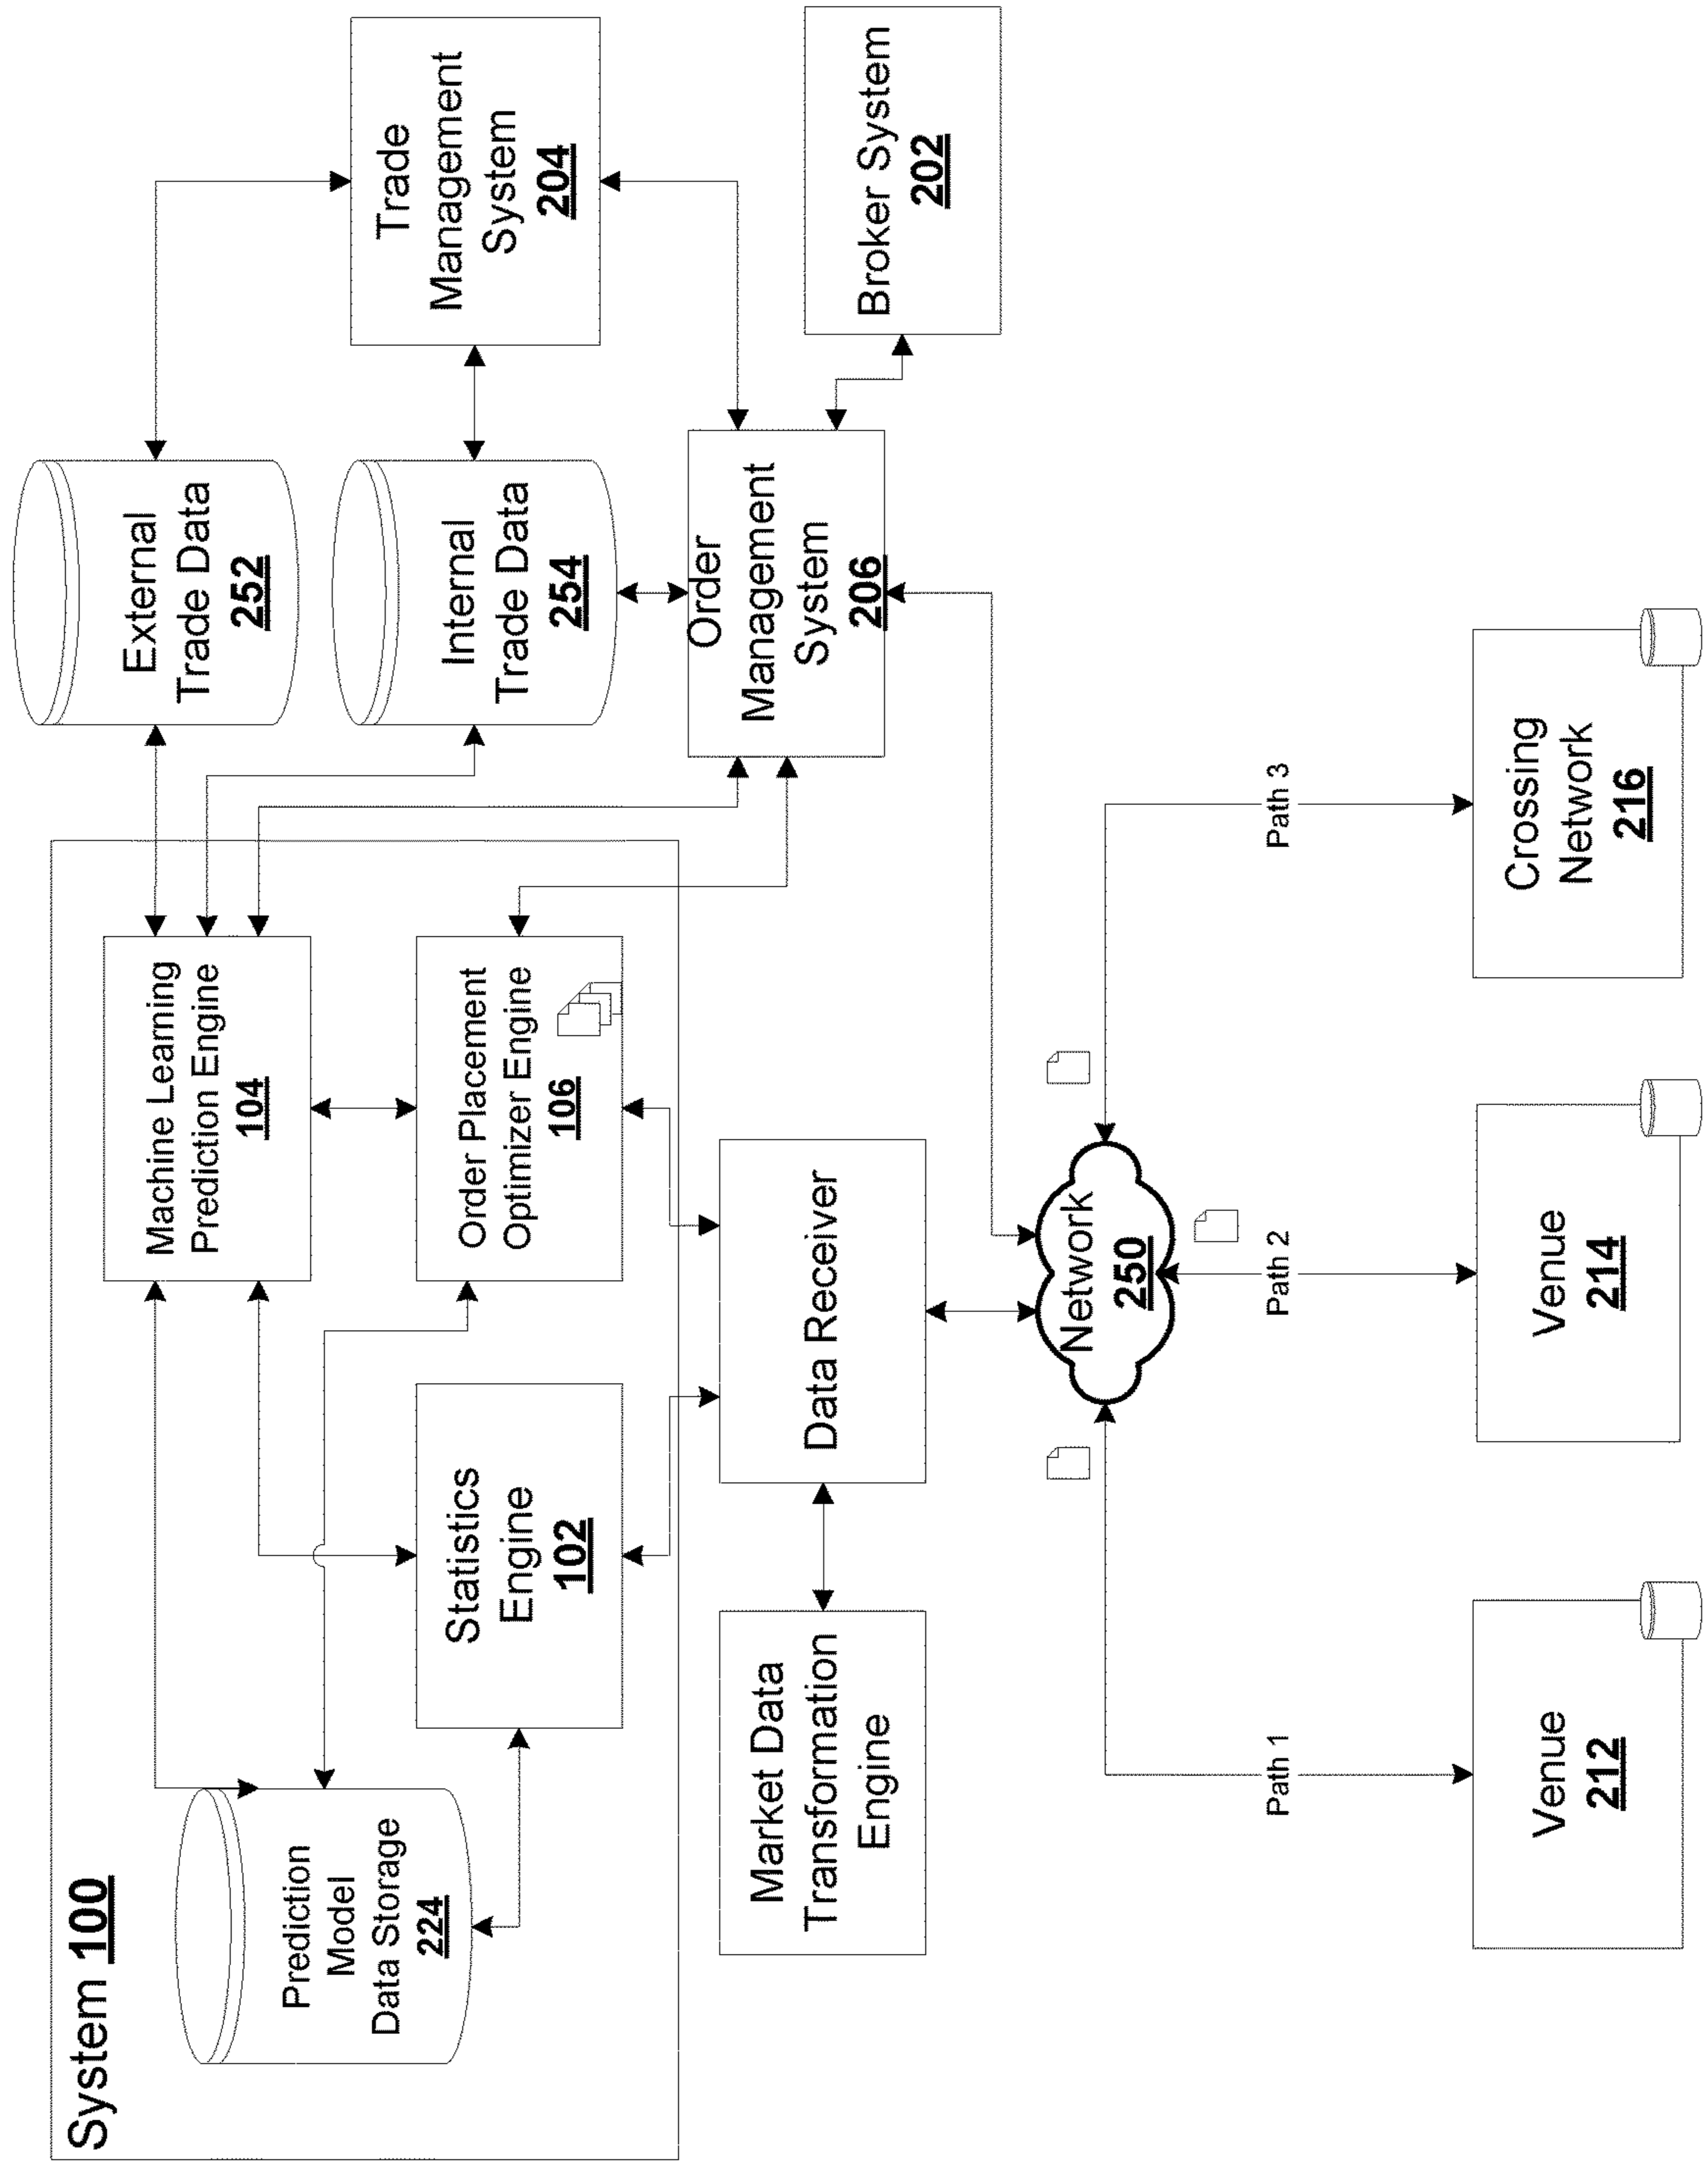 System 100
Prediction
Model
Data Storage
224
Machine Learning
Prediction Engine
104
External
Trade Data
252
Trade
Management
System
204
Statistics
Engine
102
Order Placement
Optimizer Engine
106
Internal
Trade Data
254
Order
Management
System
206
Broker System
202
Market Data
Transformation
Engine
Data Receiver
Network
250
Path 1
Path 2
Path 3
Venue
212
Venue
214
Crossing
Network
216